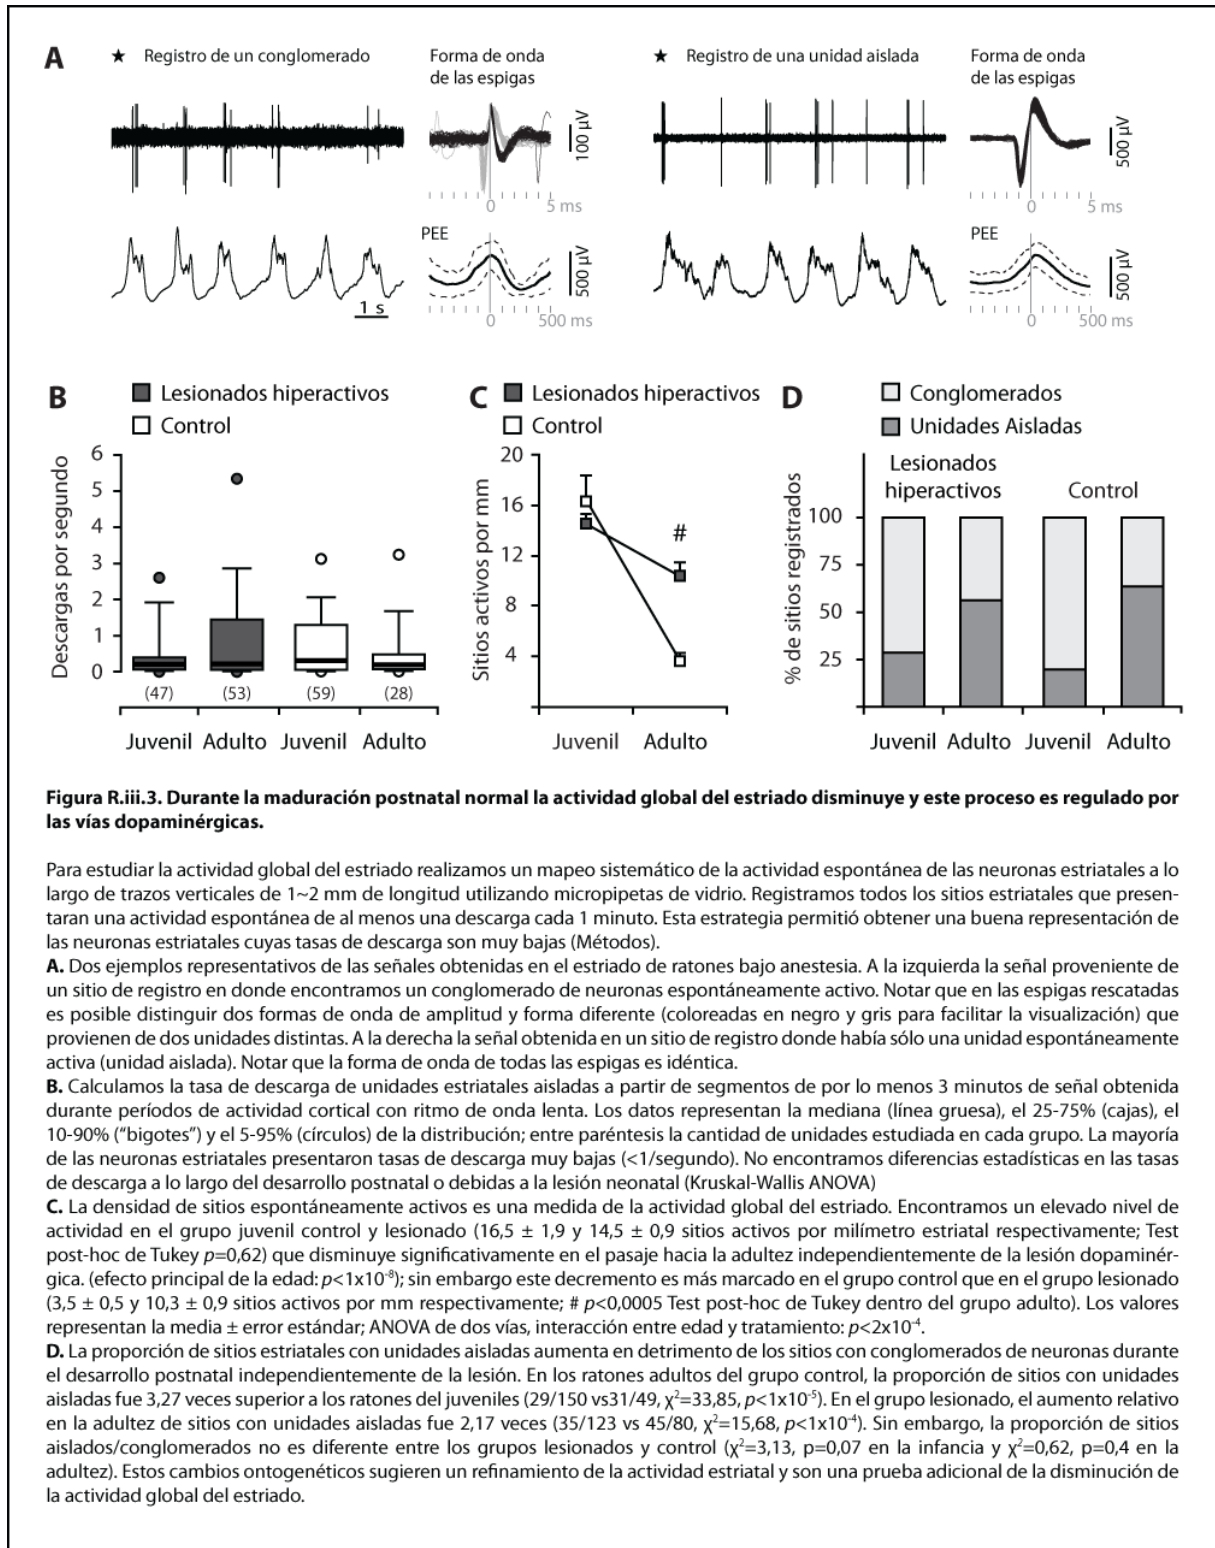 A
★ Registro de un conglomerado
Forma de onda
de las espigas
★ Registro de una unidad aislada
Forma de onda
de las espigas
100 µV
500 µV
0 5 ms
0 5 ms
PEE
PEE
500 µV
500 µV
1 s
0 500 ms
0 500 ms
B
Lesionados hiperactivos
Control
Descargas por segundo
6
5
4
3
2
1
0
(47) (53) (59) (28)
Juvenil Adulto Juvenil Adulto
C
Lesionados hiperactivos
Control
Sitios activos por mm
20
16
12
8
4
#
Juvenil Adulto
D
Conglomerados
Unidades Aisladas
Lesionados
hiperactivos
Control
% de sitios registrados
100
75
50
25
Juvenil Adulto Juvenil Adulto
Figura R.iii.3. Durante la maduración postnatal normal la actividad global del estriado disminuye y este proceso es regulado por
las vías dopaminérgicas.
Para estudiar la actividad global del estriado realizamos un mapeo sistemático de la actividad espontánea de las neuronas estriatales a lo
largo de trazos verticales de 1~2 mm de longitud utilizando micropipetas de vidrio. Registramos todos los sitios estriatales que presen-
taran una actividad espontánea de al menos una descarga cada 1 minuto. Esta estrategia permitió obtener una buena representación de
las neuronas estriatales cuyas tasas de descarga son muy bajas (Métodos).
A. Dos ejemplos representativos de las señales obtenidas en el estriado de ratones bajo anestesia. A la izquierda la señal proveniente de
un sitio de registro en donde encontramos un conglomerado de neuronas espontáneamente activo. Notar que en las espigas rescatadas
es posible distinguir dos formas de onda de amplitud y forma diferente (coloreadas en negro y gris para facilitar la visualización) que
provienen de dos unidades distintas. A la derecha la señal obtenida en un sitio de registro donde había sólo una unidad espontáneamente
activa (unidad aislada). Notar que la forma de onda de todas las espigas es idéntica.
B. Calculamos la tasa de descarga de unidades estriatales aisladas a partir de segmentos de por lo menos 3 minutos de señal obtenida
durante períodos de actividad cortical con ritmo de onda lenta. Los datos representan la mediana (línea gruesa), el 25-75% (cajas), el
10-90% (“bigotes”) y el 5-95% (círculos) de la distribución; entre paréntesis la cantidad de unidades estudiada en cada grupo. La mayoría
de las neuronas estriatales presentaron tasas de descarga muy bajas (<1/segundo). No encontramos diferencias estadísticas en las tasas
de descarga a lo largo del desarrollo postnatal o debidas a la lesión neonatal (Kruskal-Wallis ANOVA)
C. La densidad de sitios espontáneamente activos es una medida de la actividad global del estriado. Encontramos un elevado nivel de
actividad en el grupo juvenil control y lesionado (16,5 ± 1,9 y 14,5 ± 0,9 sitios activos por milímetro estriatal respectivamente; Test
post-hoc de Tukey p=0,62) que disminuye significativamente en el pasaje hacia la adultez independientemente de la lesión dopaminér-
gica. (efecto principal de la edad: p<1x10⁻⁸); sin embargo este decremento es más marcado en el grupo control que en el grupo lesionado
(3,5 ± 0,5 y 10,3 ± 0,9 sitios activos por mm respectivamente; # p<0,0005 Test post-hoc de Tukey dentro del grupo adulto). Los valores
representan la media ± error estándar; ANOVA de dos vías, interacción entre edad y tratamiento: p<2x10⁻⁴.
D. La proporción de sitios estriatales con unidades aisladas aumenta en detrimento de los sitios con conglomerados de neuronas durante
el desarrollo postnatal independientemente de la lesión. En los ratones adultos del grupo control, la proporción de sitios con unidades
aisladas fue 3,27 veces superior a los ratones del juveniles (29/150 vs31/49, χ²=33,85, p<1x10⁻⁵). En el grupo lesionado, el aumento relativo
en la adultez de sitios con unidades aisladas fue 2,17 veces (35/123 vs 45/80, χ²=15,68, p<1x10⁻⁴). Sin embargo, la proporción de sitios
aislados/conglomerados no es diferente entre los grupos lesionados y control (χ²=3,13, p=0,07 en la infancia y χ²=0,62, p=0,4 en la
adultez). Estos cambios ontogenéticos sugieren un refinamiento de la actividad estriatal y son una prueba adicional de la disminución de
la actividad global del estriado.